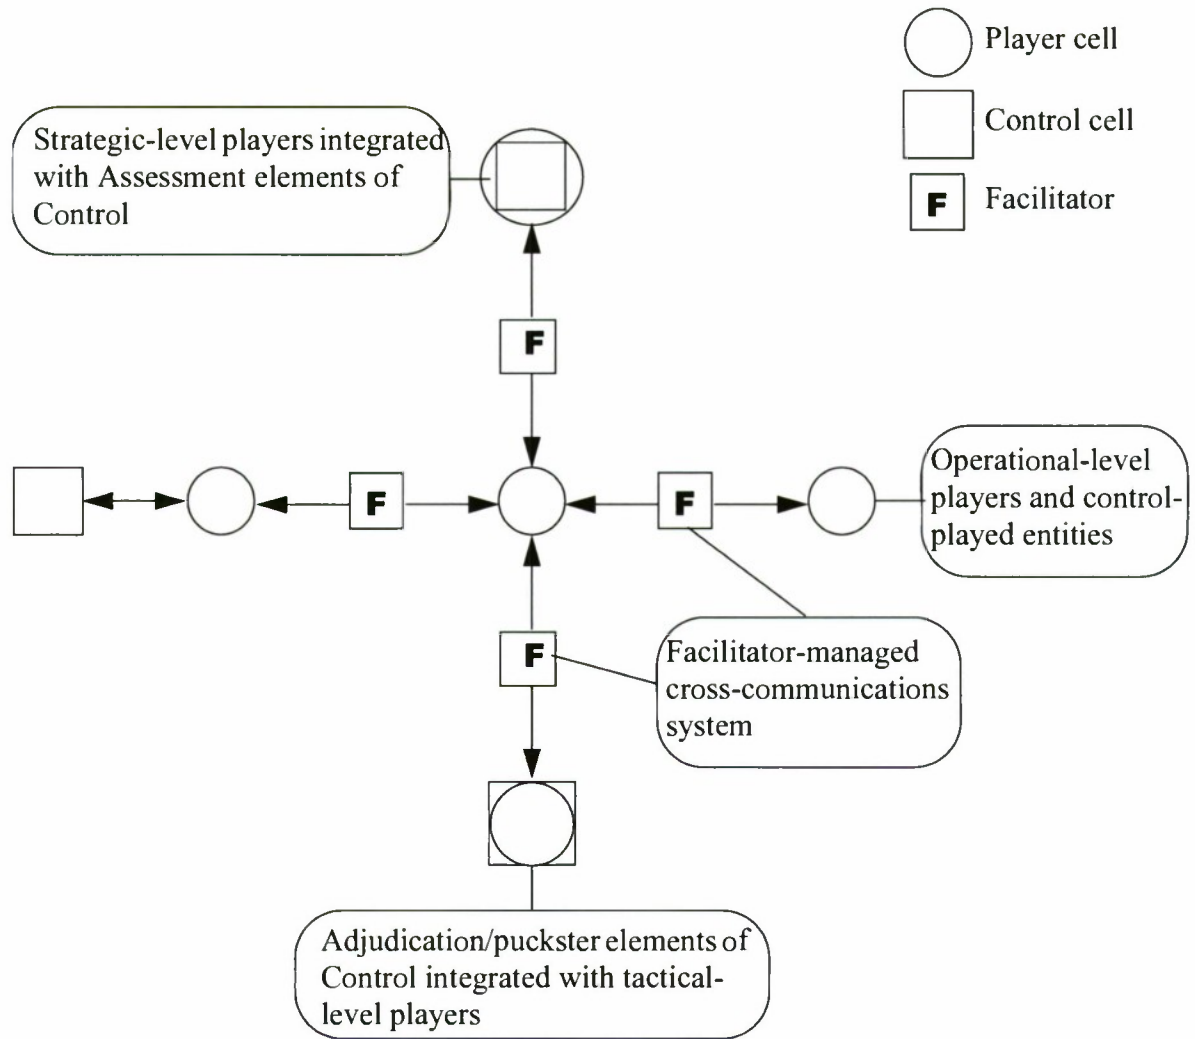 Player cell
Control cell
F Facilitator
Strategic-level players integrated
with Assessment elements of
Control
F
F
F
Operational-level
players and control-
played entities
F
Facilitator-managed
cross-communications
system
Adjudication/puckster elements of
Control integrated with tactical-
level players